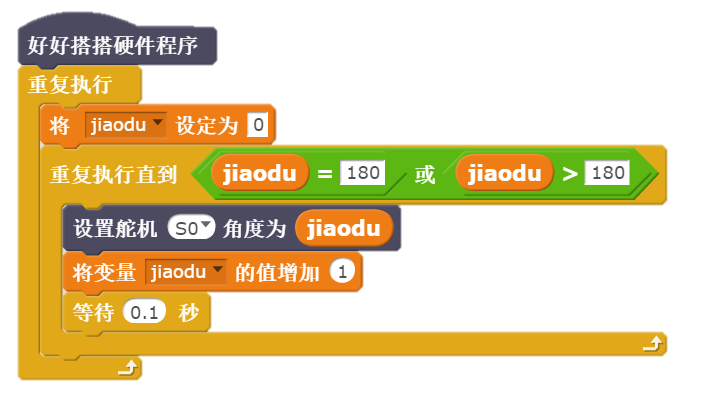 好好搭搭硬件程序
重复执行
将 jiaodu 设定为 0
重复执行直到 jiaodu = 180 或 jiaodu > 180
设置舵机 S0 角度为 jiaodu
将变量 jiaodu 的值增加 1
等待 0.1 秒